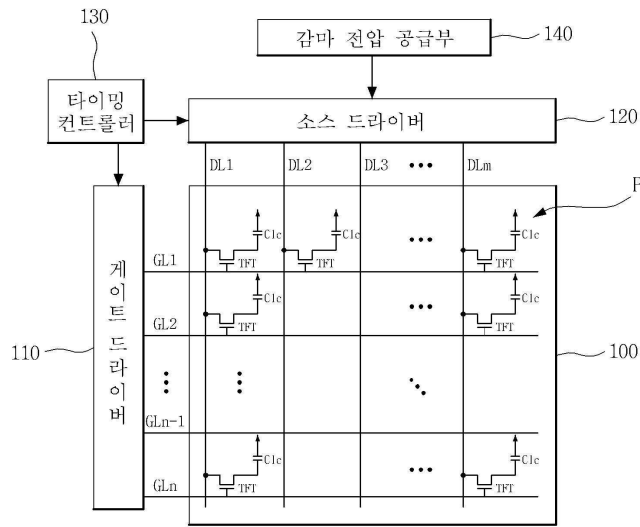 130
감마 전압 공급부
140
타이밍
컨트롤러
소스 드라이버
120
DL1 DL2 DL3 ••• DLm
P
게이트 드라이버
110
100
GL1
Clc
TFT
Clc
TFT
•••
Clc
TFT
GL2
Clc
TFT
•••
Clc
TFT
GLn-1
GLn
Clc
TFT
•••
Clc
TFT